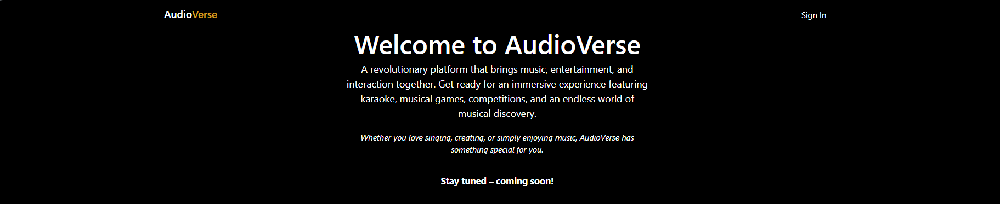 AudioVerse
Sign In
Welcome to AudioVerse
A revolutionary platform that brings music, entertainment, and
interaction together. Get ready for an immersive experience featuring
karaoke, musical games, competitions, and an endless world of
musical discovery.
Whether you love singing, creating, or simply enjoying music, AudioVerse has
something special for you.
Stay tuned – coming soon!